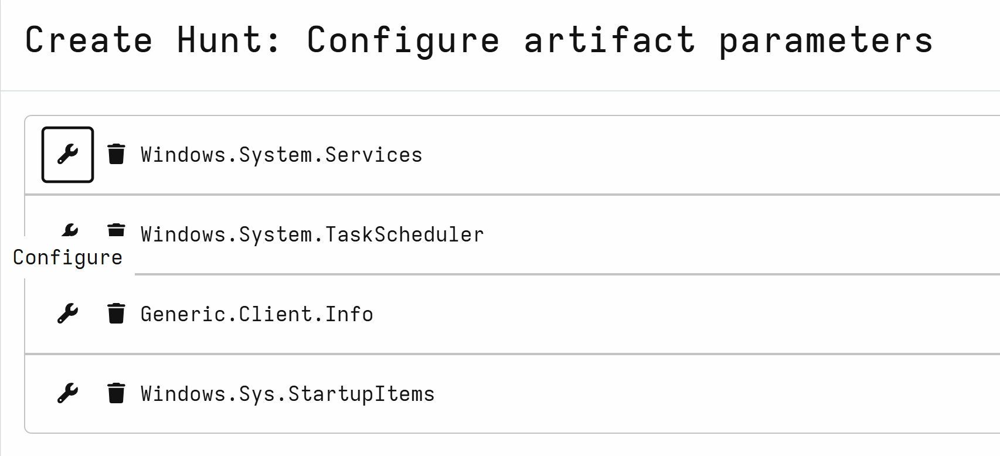 Create Hunt: Configure artifact parameters
Windows.System.Services
Windows.System.TaskScheduler
Configure
Generic.Client.Info
Windows.Sys.StartupItems